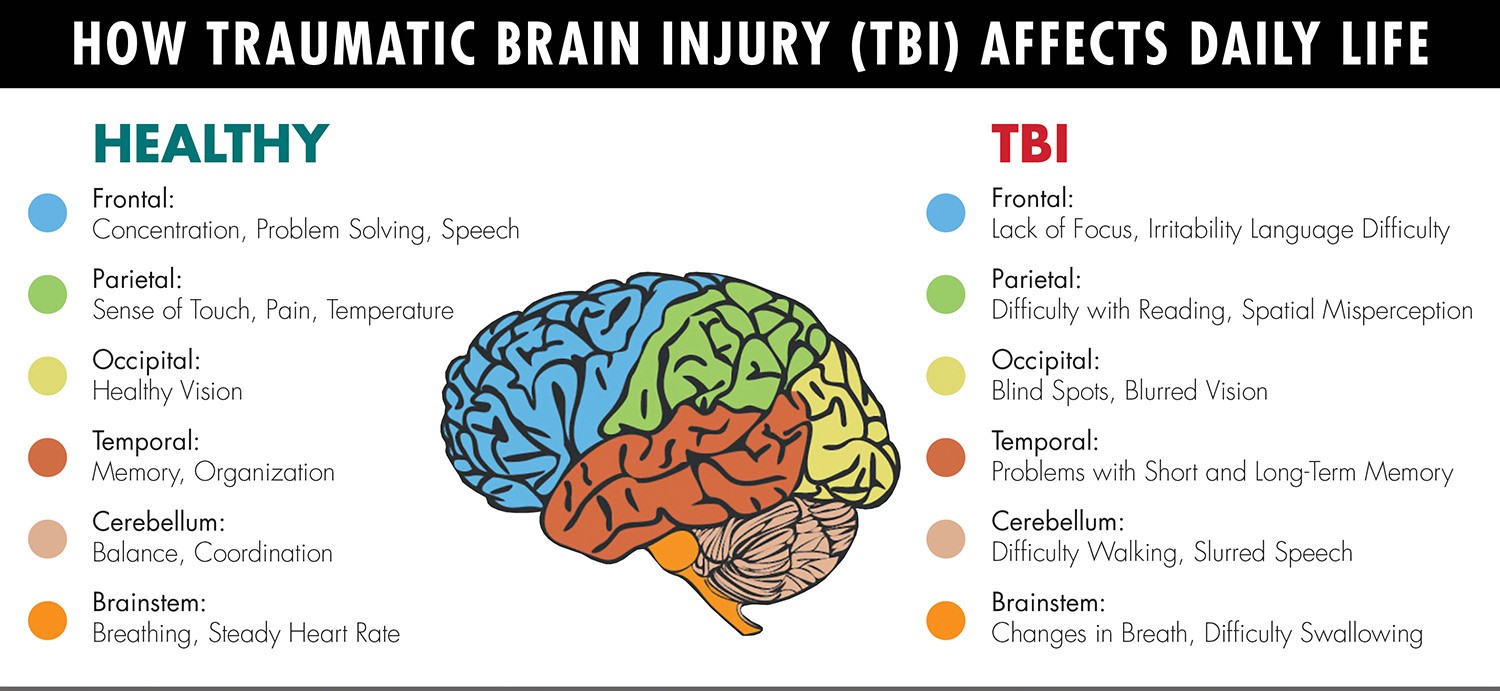 HOW TRAUMATIC BRAIN INJURY (TBI) AFFECTS DAILY LIFE
HEALTHY
Frontal:
Concentration, Problem Solving, Speech
Parietal:
Sense of Touch, Pain, Temperature
Occipital:
Healthy Vision
Temporal:
Memory, Organization
Cerebellum:
Balance, Coordination
Brainstem:
Breathing, Steady Heart Rate
TBI
Frontal:
Lack of Focus, Irritability Language Difficulty
Parietal:
Difficulty with Reading, Spatial Misperception
Occipital:
Blind Spots, Blurred Vision
Temporal:
Problems with Short and Long-Term Memory
Cerebellum:
Difficulty Walking, Slurred Speech
Brainstem:
Changes in Breath, Difficulty Swallowing